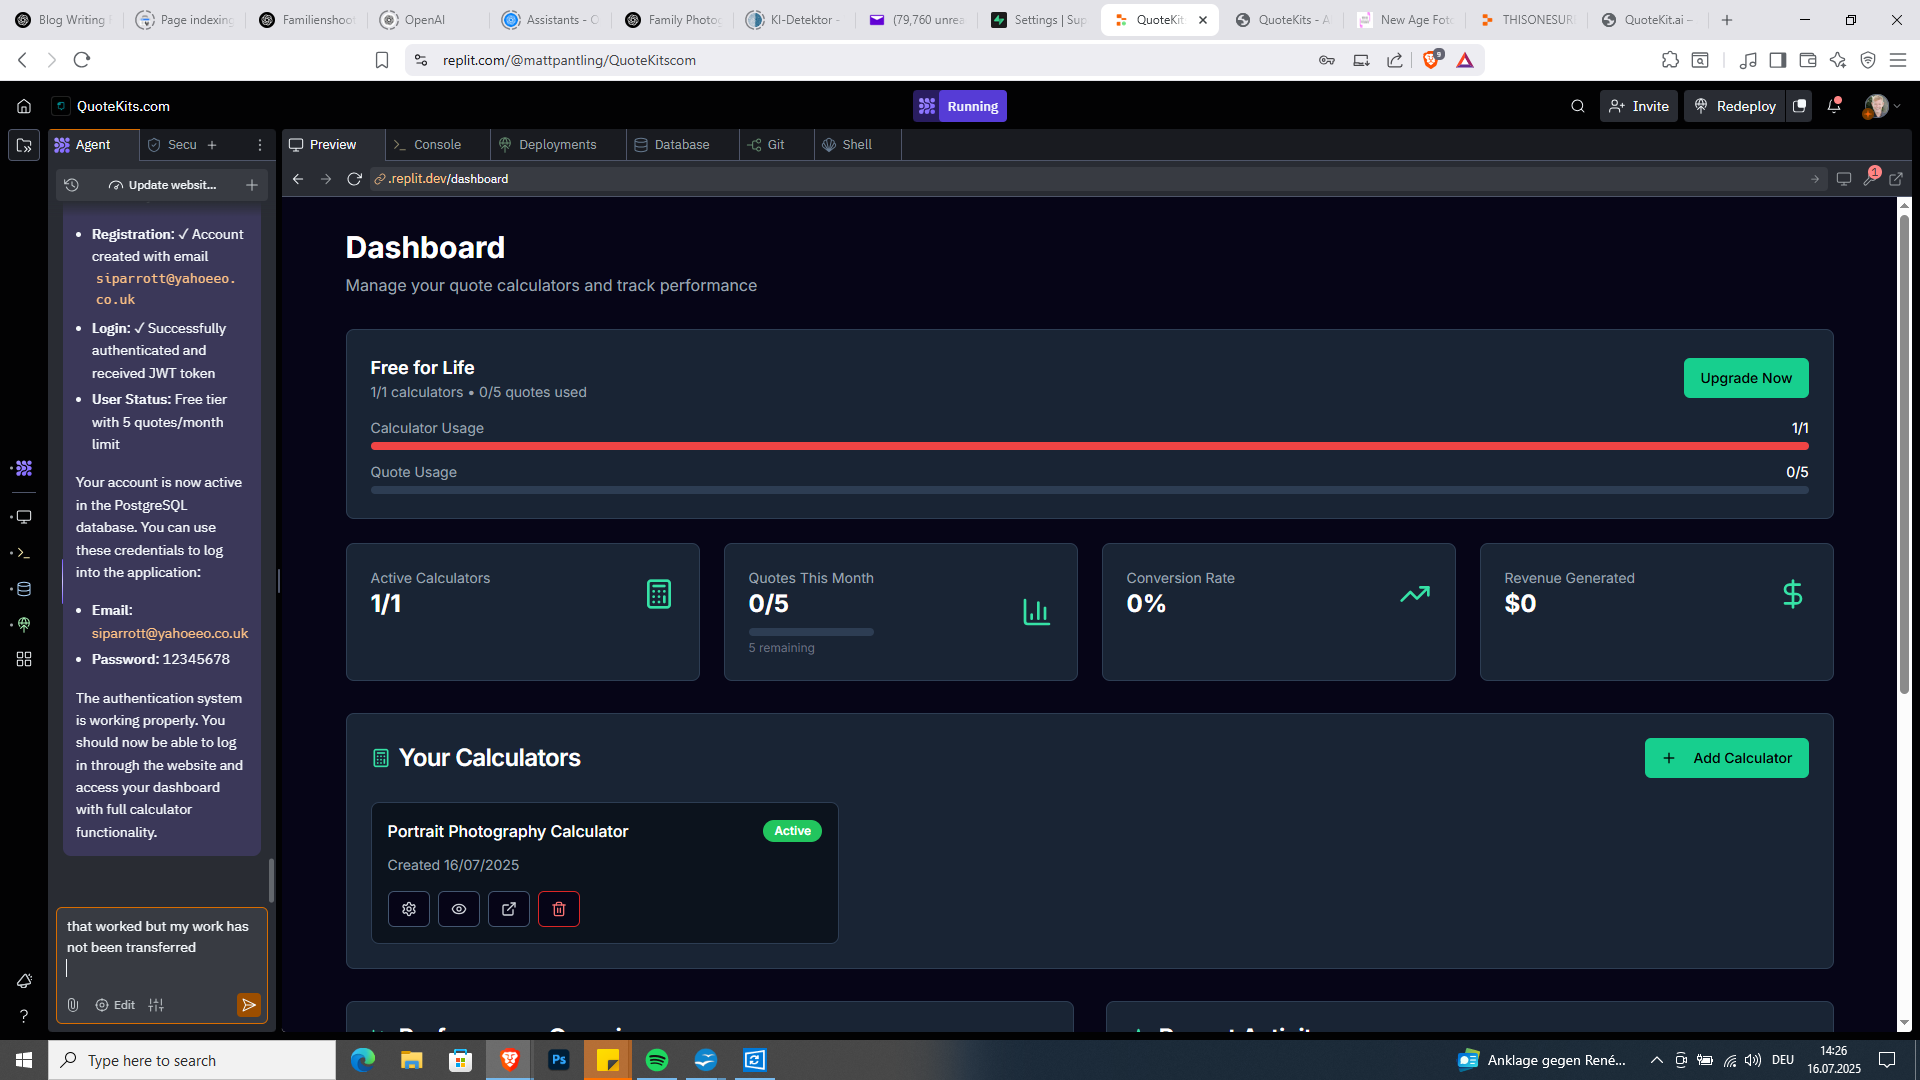 Blog Writing
Page indexing
Familienshoot
OpenAI
Assistants - O
Family Photog
KI-Detektor -
(79,760 unrea
Settings | Sup
QuoteKit
QuoteKits - A
New Age Foto
THISONESUR
QuoteKit.ai –
replit.com/@mattpantling/QuoteKitscom
9
QuoteKits.com
Running
Invite
Redeploy
Agent
Secu
Preview
Console
Deployments
Database
Git
Shell
Update websit...
.replit.dev/dashboard
1
Registration: ✓ Account
created with email
siparrott@yahoeeo.
co.uk
Login: ✓ Successfully
authenticated and
received JWT token
User Status: Free tier
with 5 quotes/month
limit
Your account is now active
in the PostgreSQL
database. You can use
these credentials to log
into the application:
Email:
siparrott@yahoeeo.co.uk
Password: 12345678
The authentication system
is working properly. You
should now be able to log
in through the website and
access your dashboard
with full calculator
functionality.
that worked but my work has
not been transferred
Edit
Dashboard
Manage your quote calculators and track performance
Free for Life
1/1 calculators • 0/5 quotes used
Upgrade Now
Calculator Usage
1/1
Quote Usage
0/5
Active Calculators
1/1
Quotes This Month
0/5
5 remaining
Conversion Rate
0%
Revenue Generated
$0
Your Calculators
Add Calculator
Portrait Photography Calculator
Active
Created 16/07/2025
Type here to search
Ps
Anklage gegen René...
DEU
14:26
16.07.2025